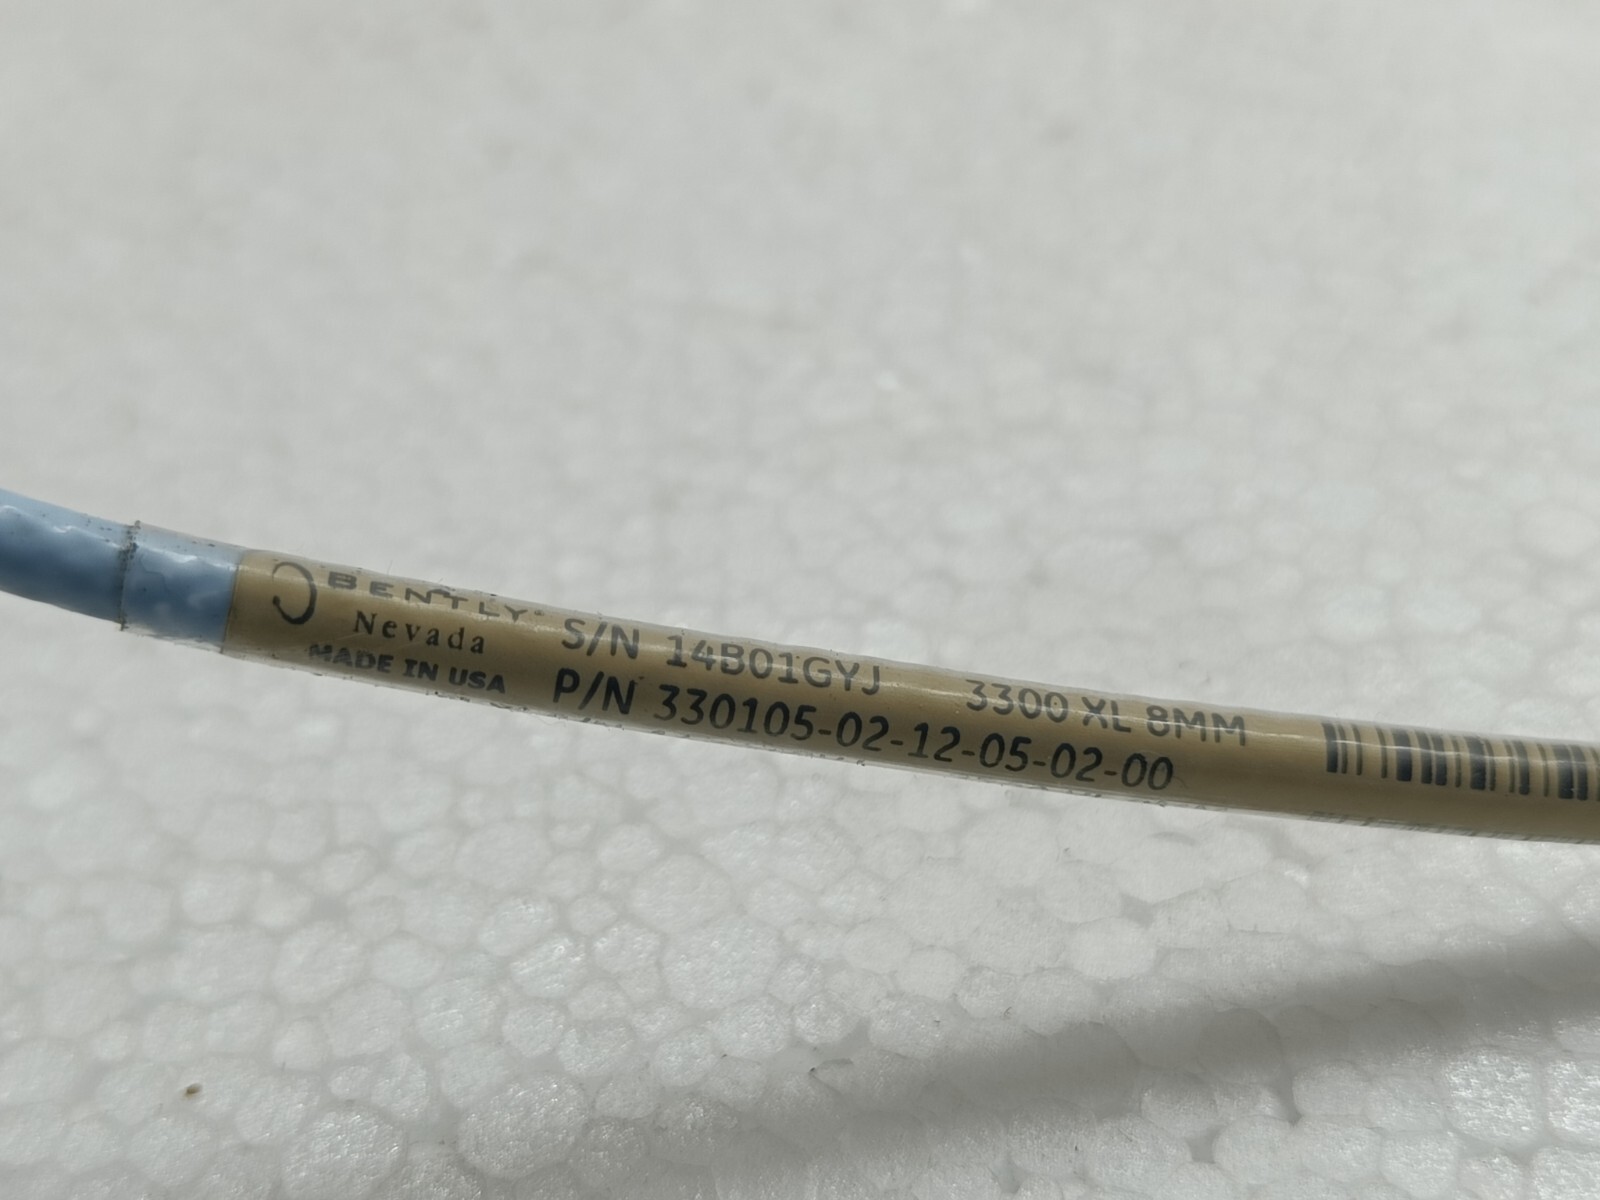 BENTLY
Nevada
MADE IN USA
S/N 14B01GYJ 3300 XL 8MM
P/N 330105-02-12-05-02-00